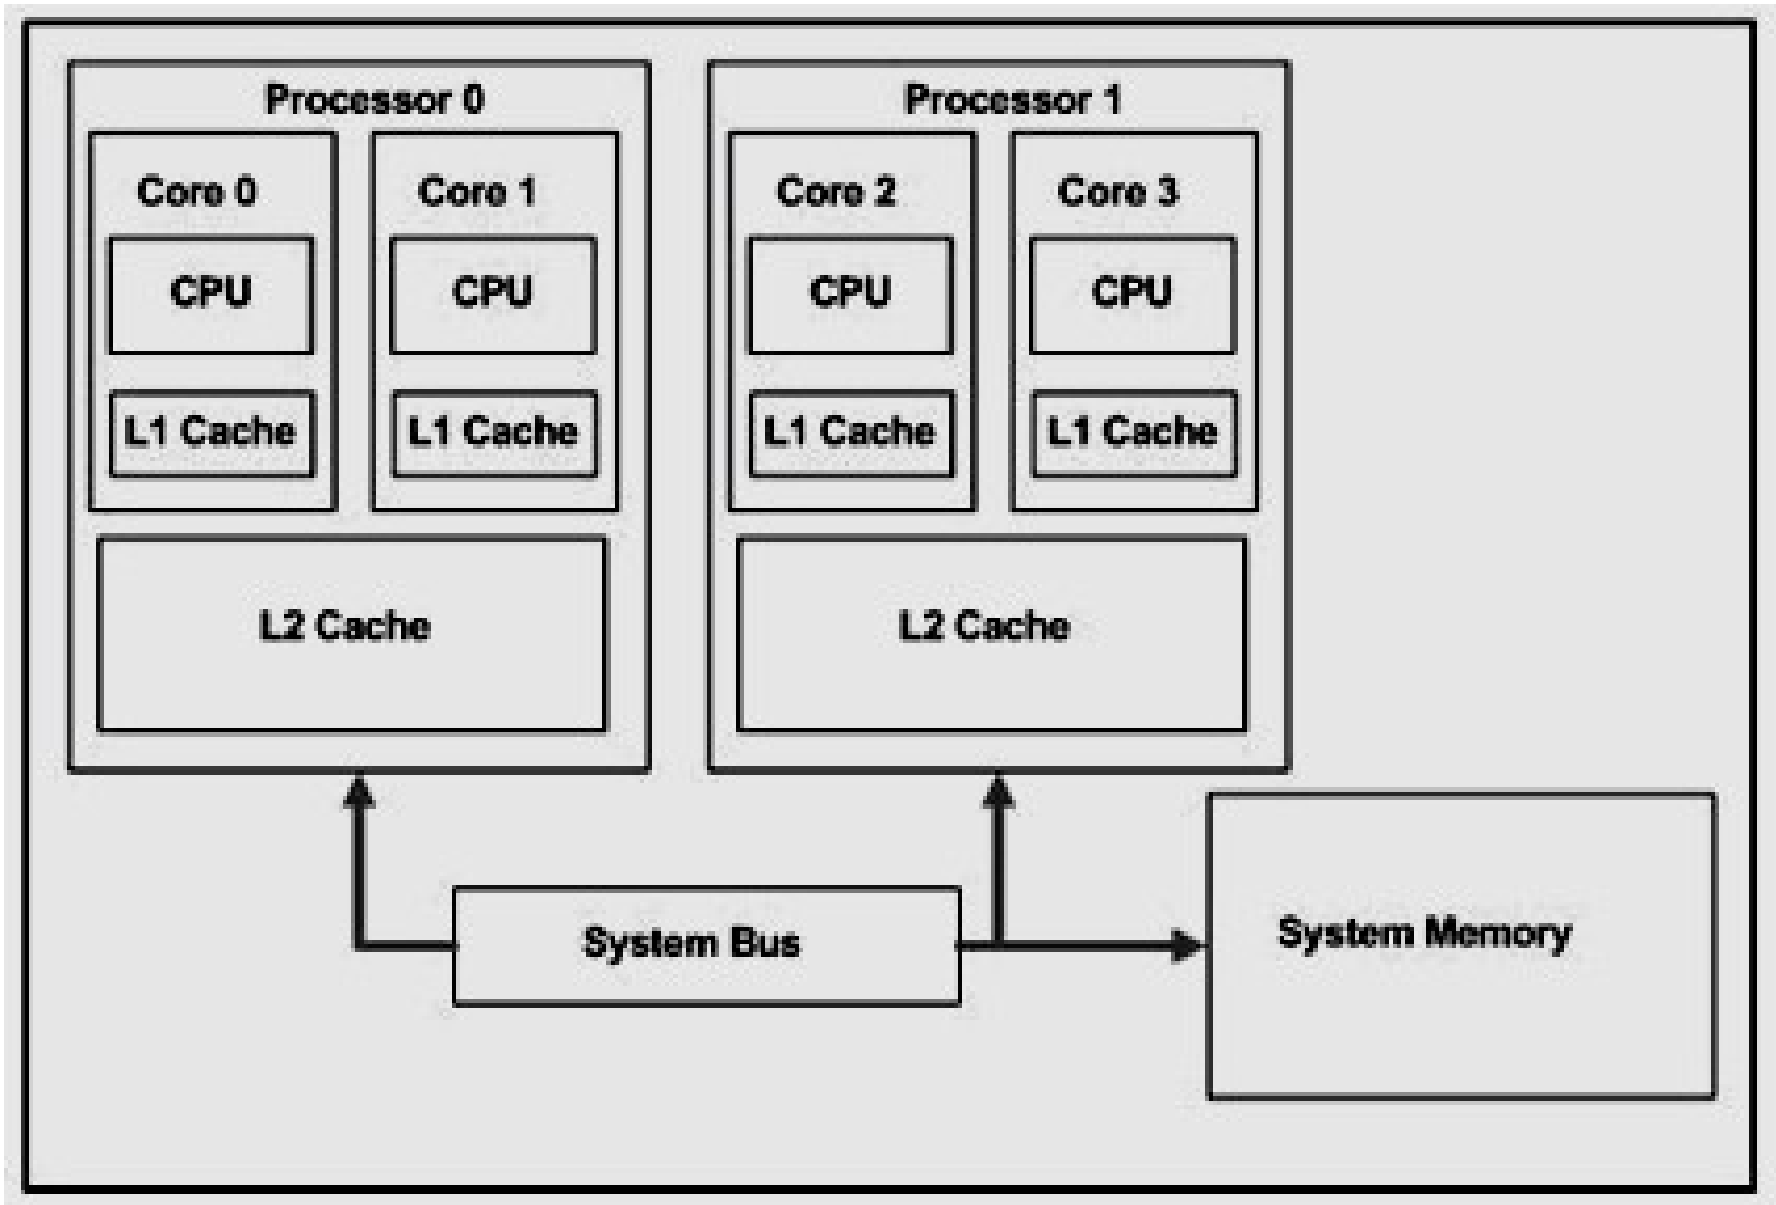 Processor 0
Core 0
CPU
L1 Cache
Core 1
CPU
L1 Cache
L2 Cache
Processor 1
Core 2
CPU
L1 Cache
Core 3
CPU
L1 Cache
L2 Cache
System Bus
System Memory